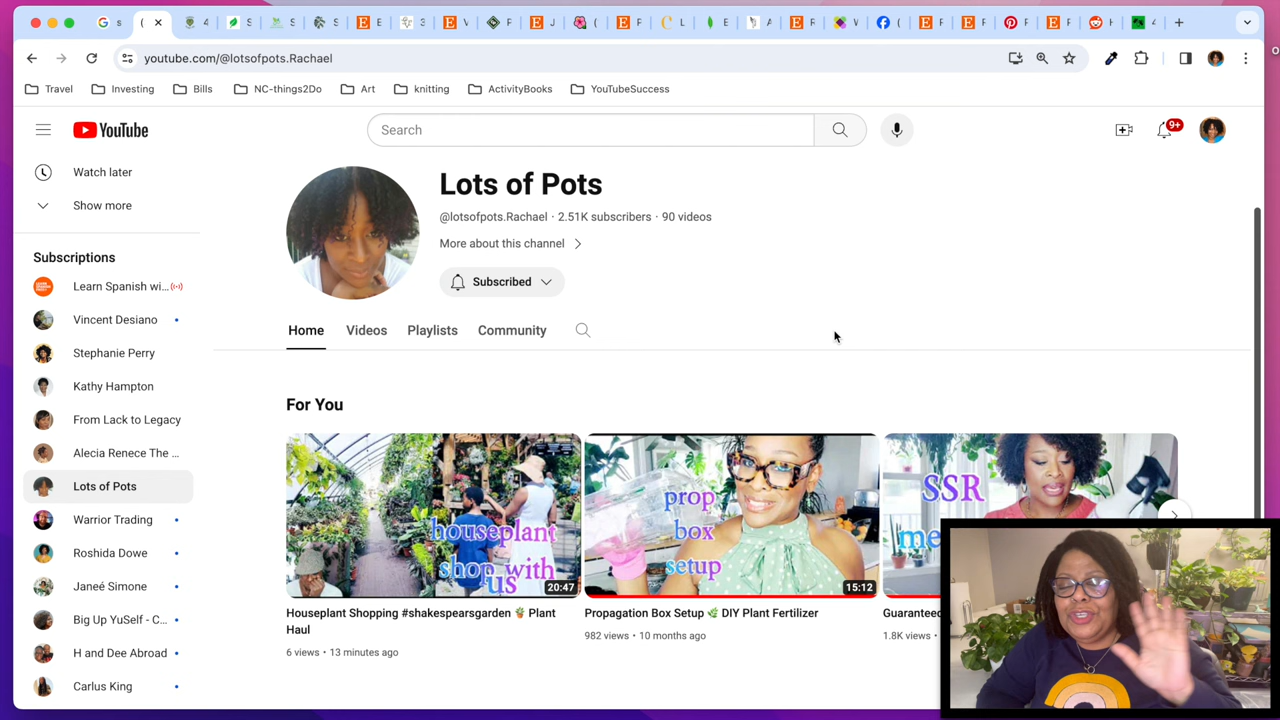 G s
(
4
S
S
S
E
3
V
P
J
(
P
L
E
A
R
W
(
F
F
F
F
F
4
youtube.com/@lotsofpots.Rachael
Travel
Investing
Bills
NC-things2Do
Art
knitting
ActivityBooks
YouTubeSuccess
YouTube
Search
9+
Watch later
Show more
Subscriptions
Learn Spanish wi...
Vincent Desiano
Stephanie Perry
Kathy Hampton
From Lack to Legacy
Alecia Renece The ...
Lots of Pots
Warrior Trading
Roshida Dowe
Janeé Simone
Big Up YuSelf - C...
H and Dee Abroad
Carlus King
Lots of Pots
@lotsofpots.Rachael · 2.51K subscribers · 90 videos
More about this channel
Subscribed
Home
Videos
Playlists
Community
For You
houseplant
shop with
us
20:47
Houseplant Shopping #shakespearsgarden 🪴 Plant
Haul
6 views · 13 minutes ago
prop
box
setup
15:12
Propagation Box Setup 🌿 DIY Plant Fertilizer
982 views · 10 months ago
SSR
me
Guaranteed
1.8K views